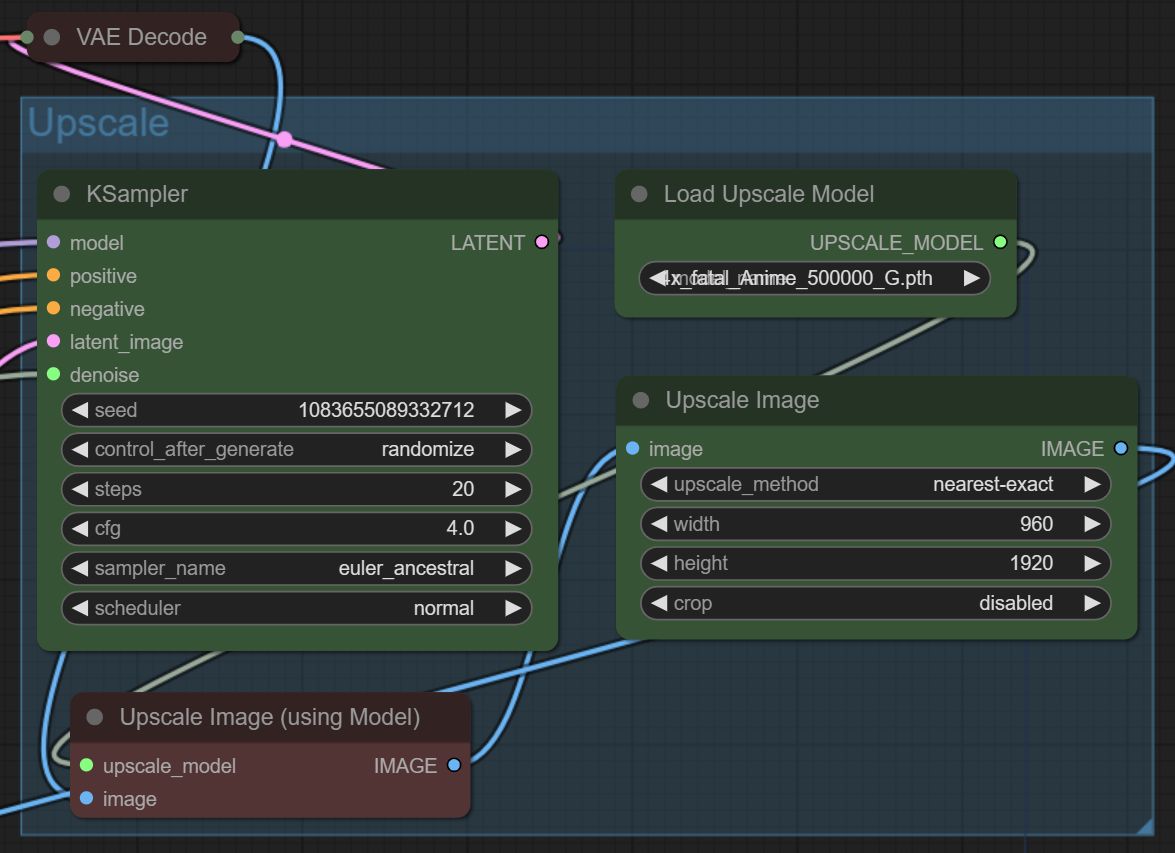 VAE Decode
Upscale
KSampler
model
LATENT
positive
negative
latent_image
denoise
seed 1083655089332712
control_after_generate randomize
steps 20
cfg 4.0
sampler_name euler_ancestral
scheduler normal
Load Upscale Model
UPSCALE_MODEL
4x_fatal_Anime_500000_G.pth
Upscale Image
image IMAGE
upscale_method nearest-exact
width 960
height 1920
crop disabled
Upscale Image (using Model)
upscale_model IMAGE
image